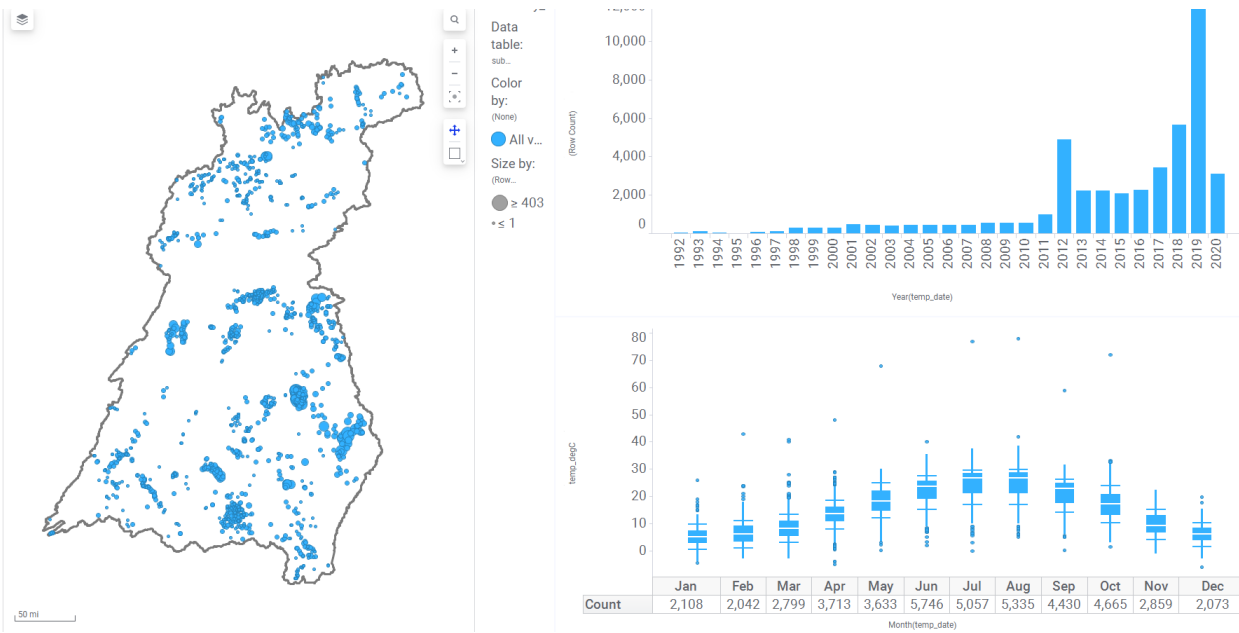 Data
table:
sub...
Color
by:
(None)
All v...
Size by:
(Row...
≥ 403
≤ 1
50 mi
10,000
8,000
6,000
4,000
2,000
0
(Row Count)
1992 1993 1994 1995 1996 1997 1998 1999 2000 2001 2002 2003 2004 2005 2006 2007 2008 2009 2010 2011 2012 2013 2014 2015 2016 2017 2018 2019 2020
Year(temp_date)
80
70
60
50
40
30
20
10
0
temp_degC
Jan Feb Mar Apr May Jun Jul Aug Sep Oct Nov Dec
Count 2,108 2,042 2,799 3,713 3,633 5,746 5,057 5,335 4,430 4,665 2,859 2,073
Month(temp_date)